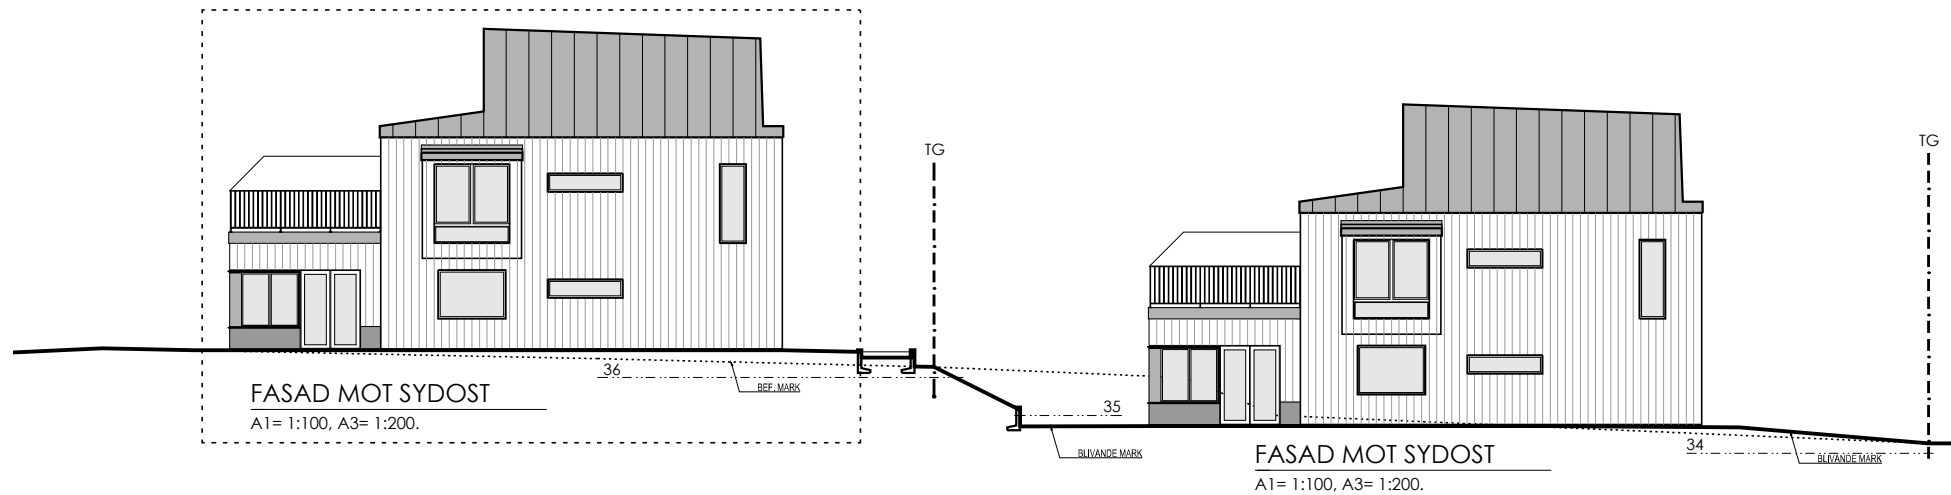 TG
TG
36
BEF. MARK
FASAD MOT SYDOST
A1= 1:100, A3= 1:200.
35
BLIVANDE MARK
FASAD MOT SYDOST
A1= 1:100, A3= 1:200.
34
BLIVANDE MARK